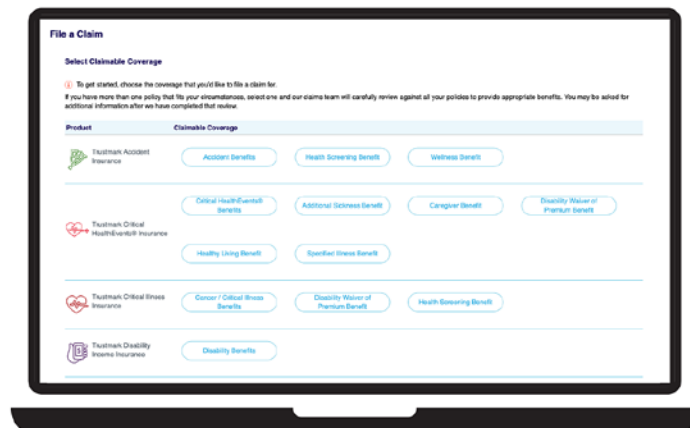 File a Claim
Select Claimable Coverage
To get started, choose the coverage that you'd like to file a claim for.
If you have more than one policy that fits your circumstances, select one and our claims team will carefully review against all your policies to provide appropriate benefits. You may be asked for
additional information after we have completed that review.
Product Claimable Coverage
Trustmark Accident
Insurance
Accident Benefits Health Screening Benefit Wellness Benefit
Critical HealthEvents® Benefits Additional Sickness Benefit Caregiver Benefit Disability Waiver of Premium Benefit
Trustmark Critical
HealthEvents® Insurance
Healthy Living Benefit Specified Illness Benefit
Trustmark Critical Illness
Insurance
Cancer / Critical Illness Benefits Disability Waiver of Premium Benefit Health Screening Benefit
Trustmark Disability
Income Insurance
Disability Benefits